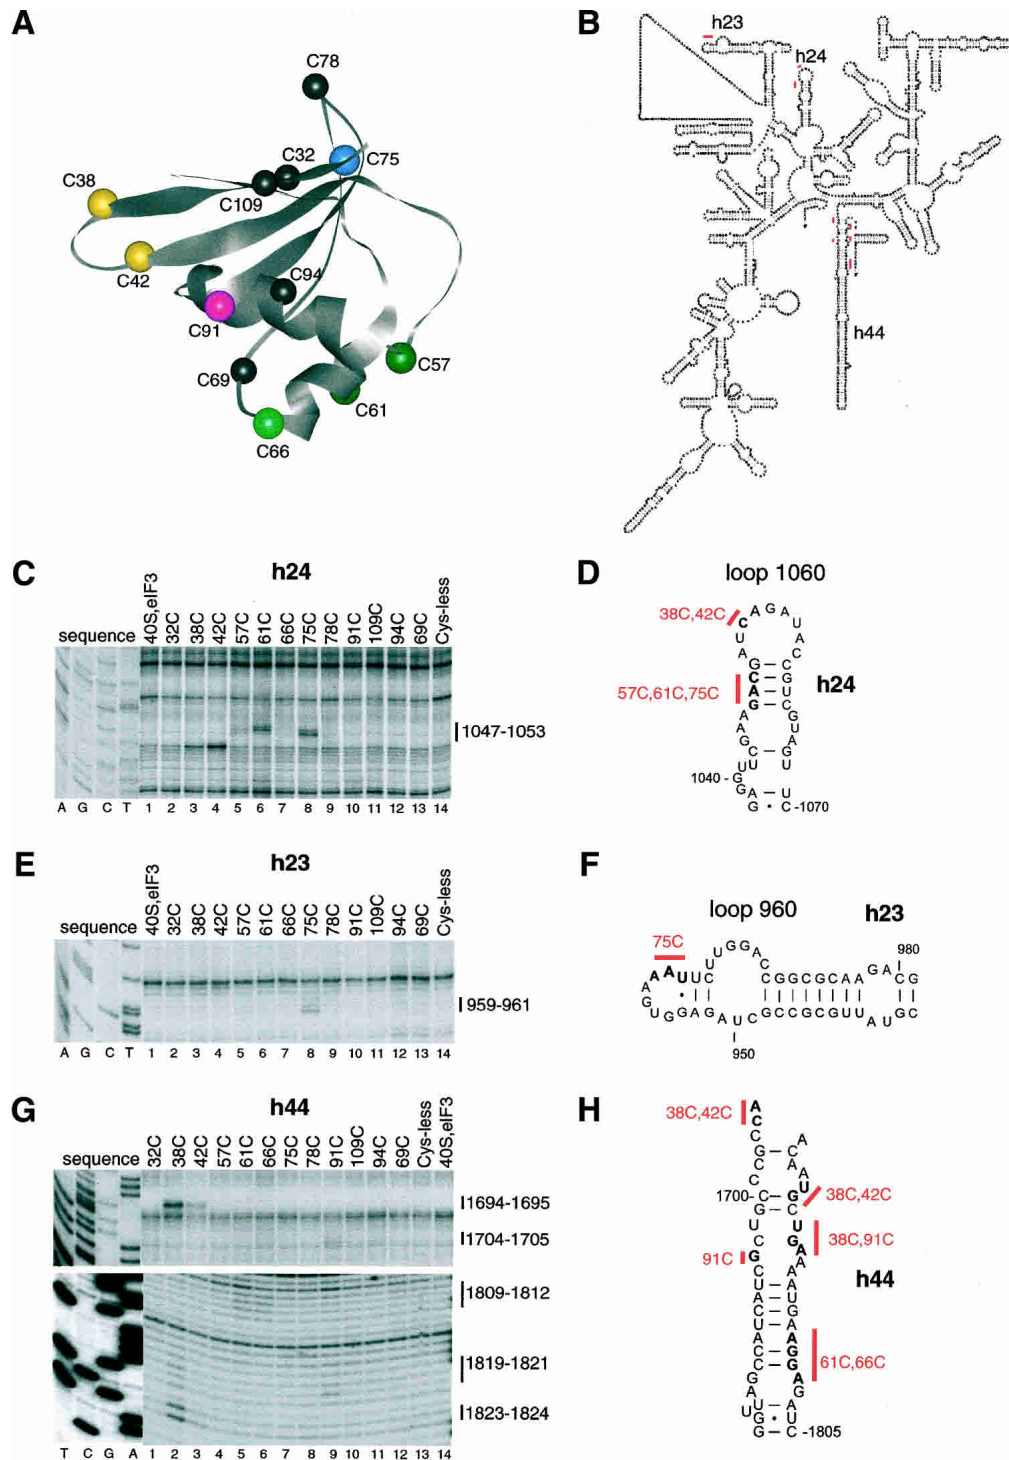 A
C78
C32
C75
C38
C109
C42
C94
C91
C57
C69
C61
C66
B
h23
h24
h44
C
h24
sequence
40S,eIF3 32C 38C 42C 57C 61C 66C 75C 78C 91C 109C 94C 69C Cys-less
1047-1053
A G C T 1 2 3 4 5 6 7 8 9 10 11 12 13 14
D
loop 1060
38C,42C
57C,61C,75C
h24
1040
1070
E
h23
sequence
40S,eIF3 32C 38C 42C 57C 61C 66C 75C 78C 91C 109C 94C 69C Cys-less
959-961
A G C T 1 2 3 4 5 6 7 8 9 10 11 12 13 14
F
loop 960
h23
75C
980
950
G
h44
sequence
32C 38C 42C 57C 61C 66C 75C 78C 91C 109C 94C 69C Cys-less 40S,eIF3
1694-1695
1704-1705
1809-1812
1819-1821
1823-1824
T C G A 1 2 3 4 5 6 7 8 9 10 11 12 13 14
H
38C,42C
1700
38C,42C
38C,91C
91C
h44
61C,66C
-1805